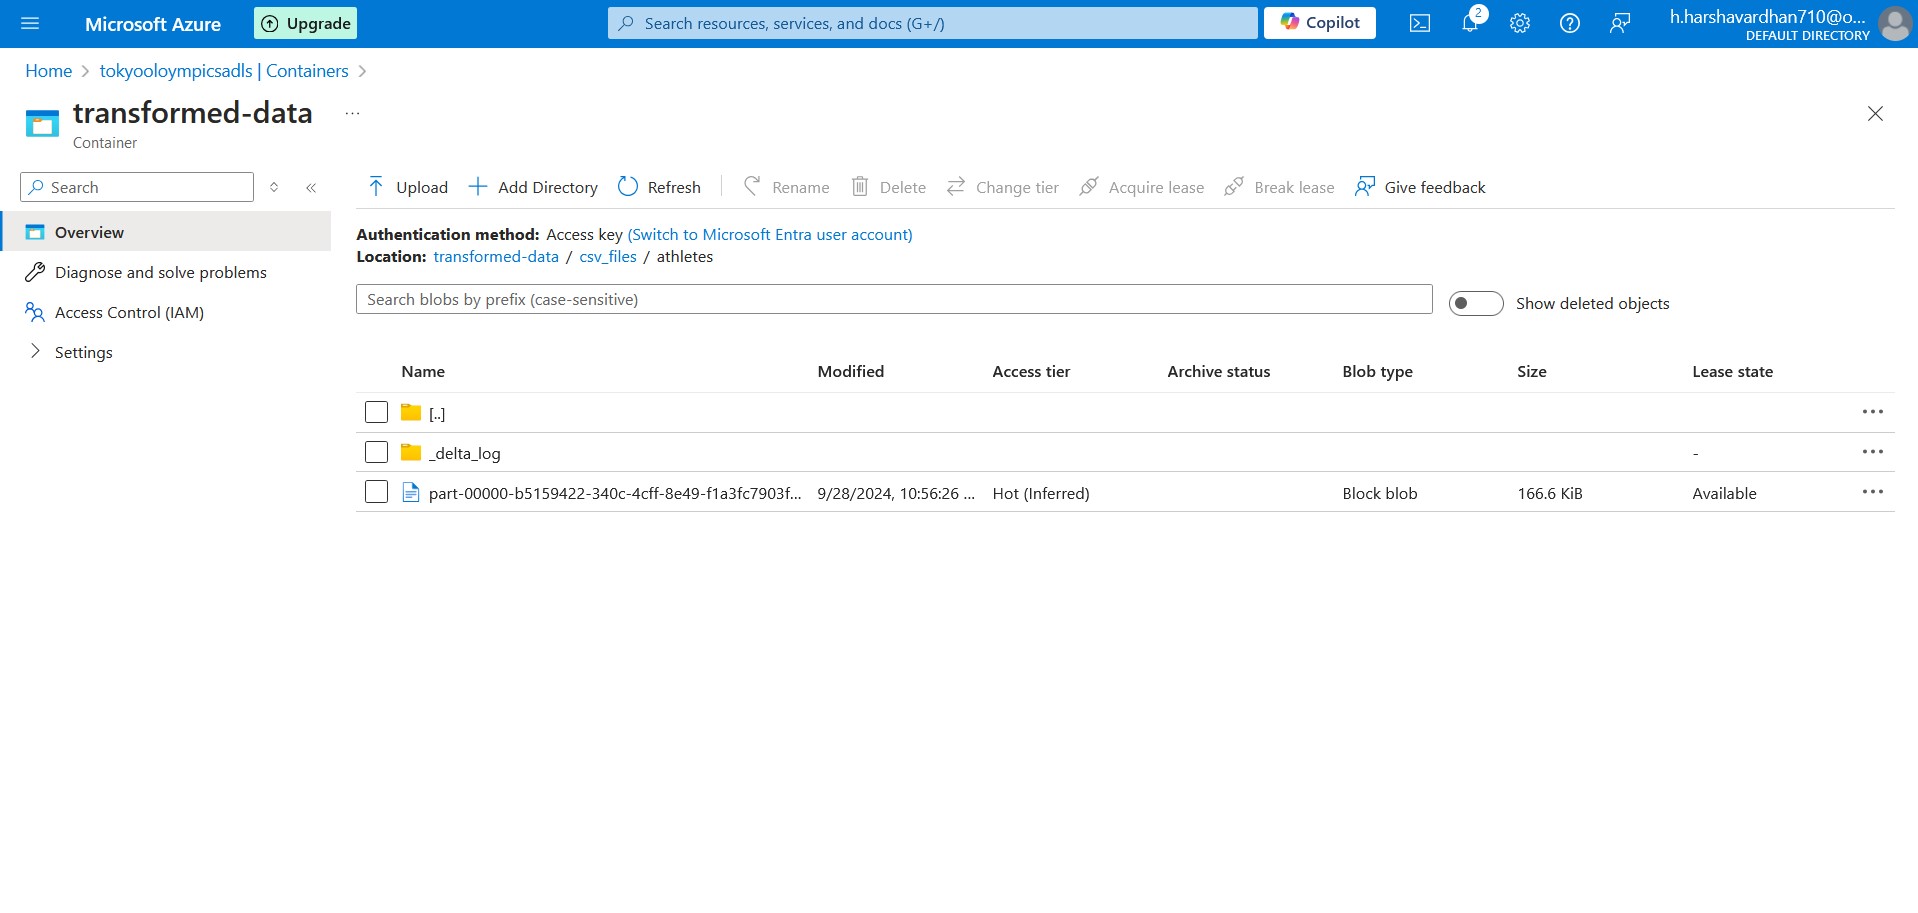 Microsoft Azure
Upgrade
Search resources, services, and docs (G+/)
Copilot
2
h.harshavardhan710@o...
DEFAULT DIRECTORY
Home > tokyooloympicsadls | Containers >
transformed-data ...
Container
Search
Overview
Diagnose and solve problems
Access Control (IAM)
Settings
Upload Add Directory Refresh Rename Delete Change tier Acquire lease Break lease Give feedback
Authentication method: Access key (Switch to Microsoft Entra user account)
Location: transformed-data / csv_files / athletes
Search blobs by prefix (case-sensitive)
Show deleted objects
Name Modified Access tier Archive status Blob type Size Lease state
[..]
_delta_log -
part-00000-b5159422-340c-4cff-8e49-f1a3fc7903f... 9/28/2024, 10:56:26 ... Hot (Inferred) Block blob 166.6 KiB Available